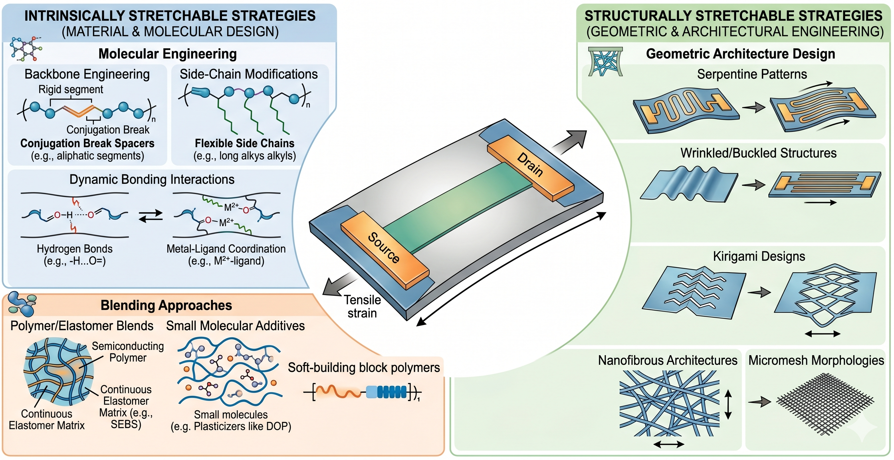 INTRINSICALLY STRETCHABLE STRATEGIES
(MATERIAL & MOLECULAR DESIGN)
Molecular Engineering
Backbone Engineering
Rigid segment
n
Conjugation Break
Conjugation Break Spacers
(e.g., aliphatic segments)
Side-Chain Modifications
n
Flexible Side Chains
(e.g., long alkys alkyls)
Dynamic Bonding Interactions
O H O
Hydrogen Bonds
(e.g., -H...O=)
M²⁺
O
O
M²⁺
Metal-Ligand Coordination
(e.g., M²⁺-ligand)
Blending Approaches
Polymer/Elastomer Blends
Semiconducting
Polymer
Continuous
Elastomer
Matrix (e.g.,
SEBS)
Continuous
Elastomer Matrix
Small Molecular Additives
Small molecules
(e.g. Plasticizers like DOP)
Soft-building block polymers
Source
Drain
Tensile
strain
STRUCTURALLY STRETCHABLE STRATEGIES
(GEOMETRIC & ARCHITECTURAL ENGINEERING)
Geometric Architecture Design
Serpentine Patterns
Wrinkled/Buckled Structures
Kirigami Designs
Nanofibrous Architectures
Micromesh Morphologies